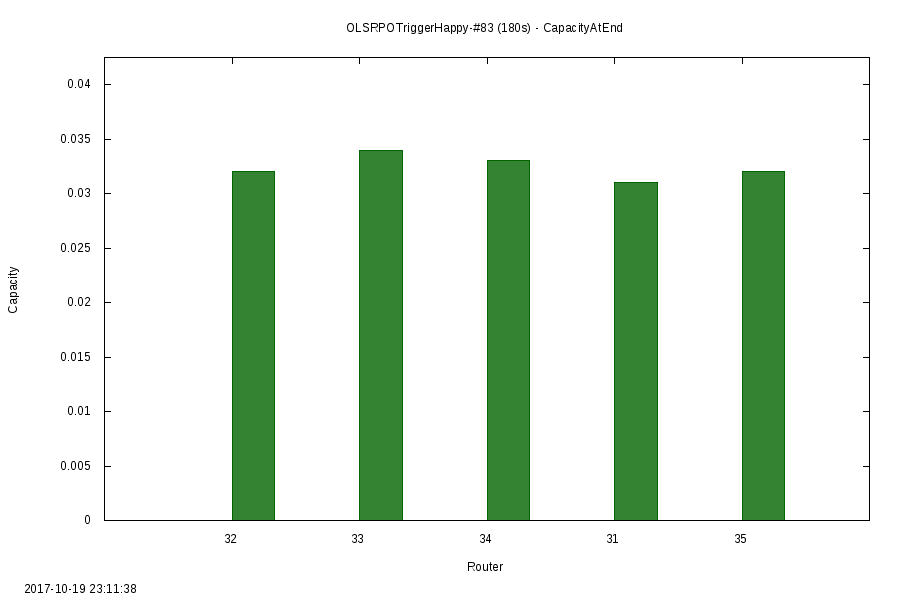 OLSRPOTriggerHappy-#83 (180s) - CapacityAtEnd
0.04
0.035
0.03
0.025
0.02
0.015
0.01
0.005
0
Capacity
32 33 34 31 35
Router
2017-10-19 23:11:38